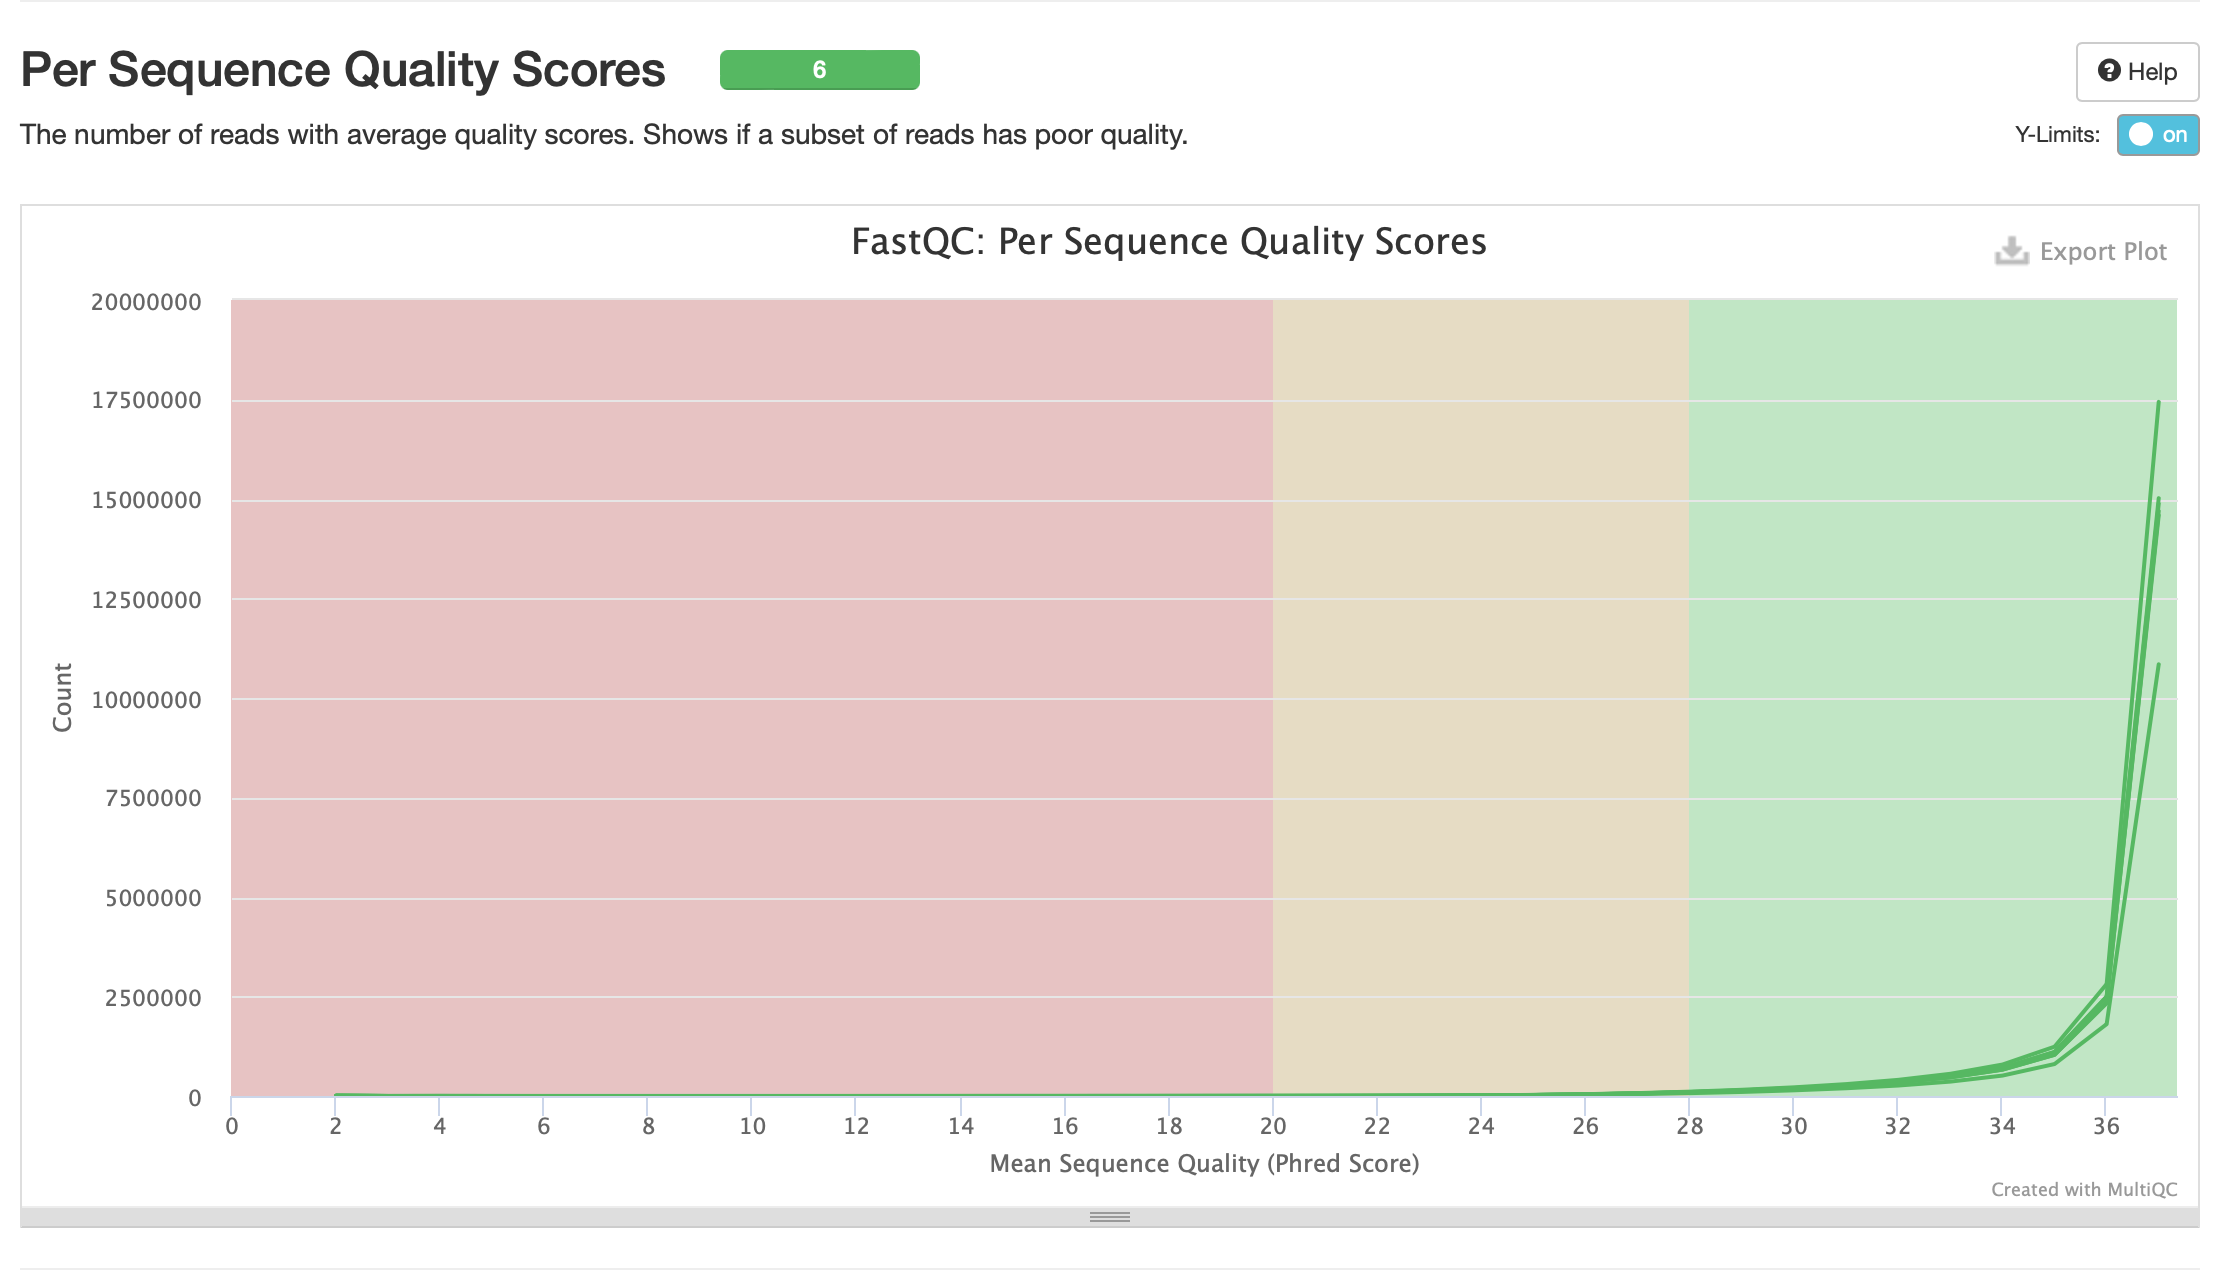 Per Sequence Quality Scores
6
Help
The number of reads with average quality scores. Shows if a subset of reads has poor quality.
Y-Limits:
on
FastQC: Per Sequence Quality Scores
Export Plot
20000000
17500000
15000000
12500000
10000000
7500000
5000000
2500000
0
Count
0 2 4 6 8 10 12 14 16 18 20 22 24 26 28 30 32 34 36
Mean Sequence Quality (Phred Score)
Created with MultiQC